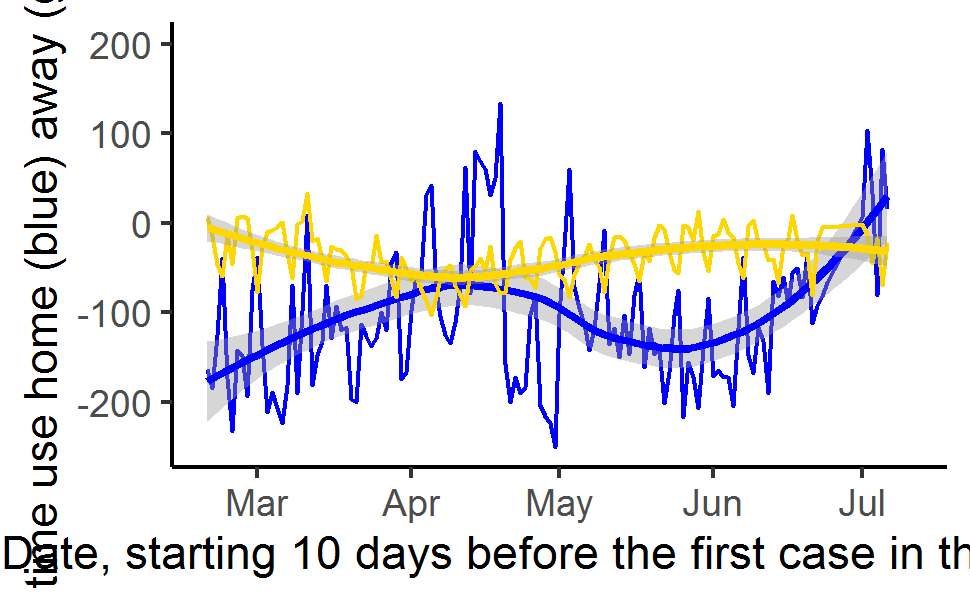 time use home (blue) away (
200
100
0
-100
-200
Mar Apr May Jun Jul
Date, starting 10 days before the first case in th